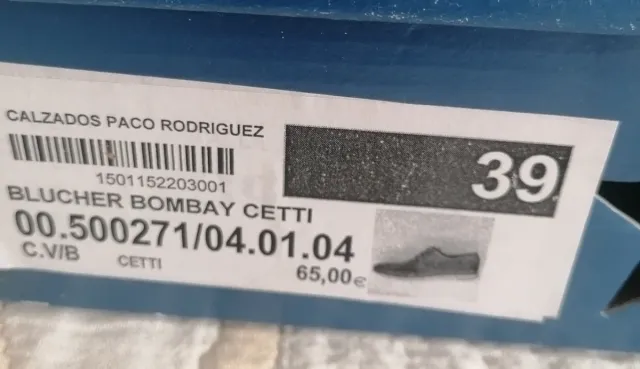 CALZADOS PACO RODRIGUEZ
39
1501152203001
BLUCHER BOMBAY CETTI
00.500271/04.01.04
C.V/B CETTI 65,00€